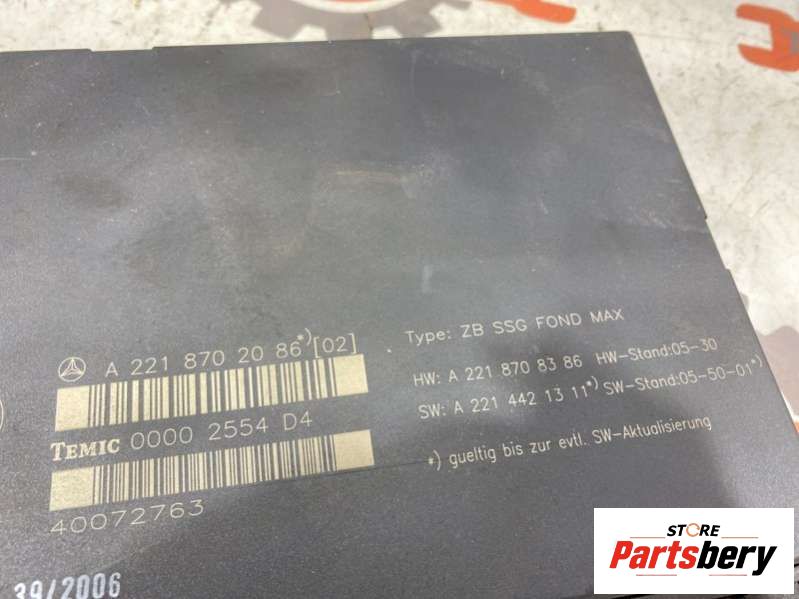 A 221 870 20 86*)[02]
TEMIC 0000 2554 D4
40072763
39/2006
Type: ZB SSG FOND MAX
HW: A 221 870 83 86 HW-Stand:05-30
SW: A 221 442 13 11*) SW-Stand:05-50-01*)
*) gueltig bis zur evtl. SW-Aktualisierung
STORE
Partsbery